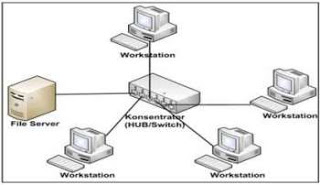 Workstation
Workstation
File Server
Konsentrator
(HUB/Switch)
Workstation
Workstation